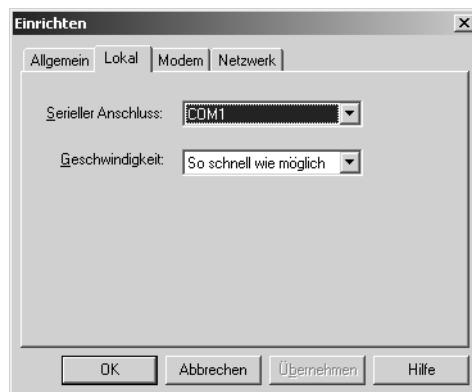 Einrichten
Allgemein Lokal Modem Netzwerk
Serieller Anschluss: COM1
Geschwindigkeit: So schnell wie möglich
OK Abbrechen Übernehmen Hilfe